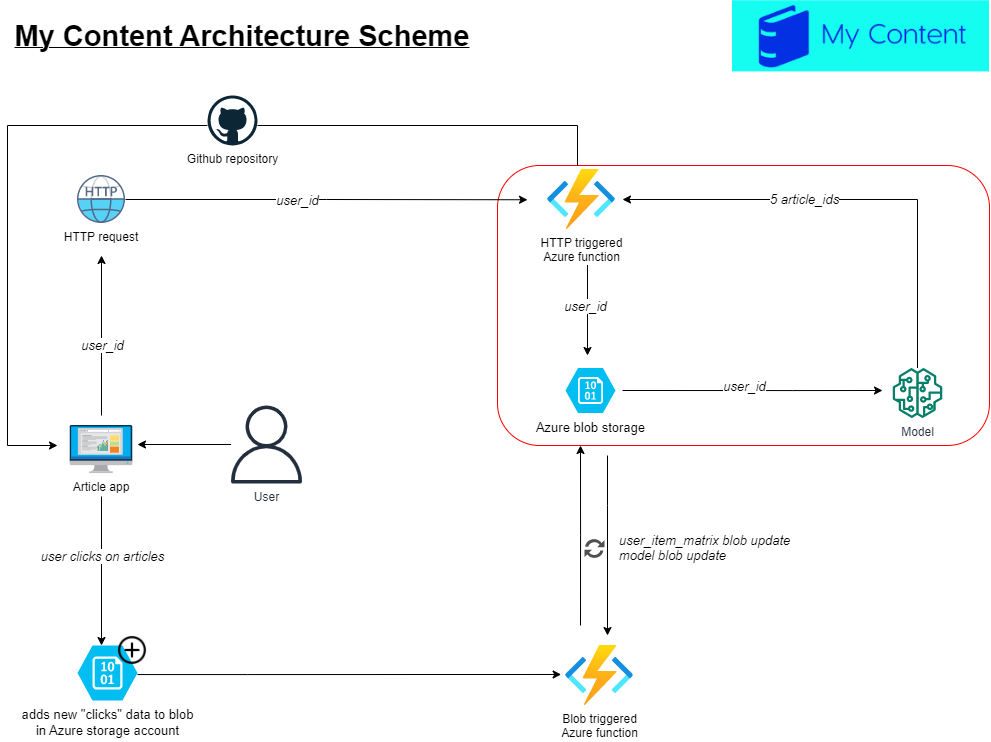 My Content Architecture Scheme
My Content
Github repository
HTTP
HTTP request
user_id
HTTP triggered
Azure function
5 article_ids
user_id
user_id
10
01
Azure blob storage
user_id
Model
Article app
User
user clicks on articles
user_item_matrix blob update
model blob update
10
01
adds new "clicks" data to blob
in Azure storage account
Blob triggered
Azure function